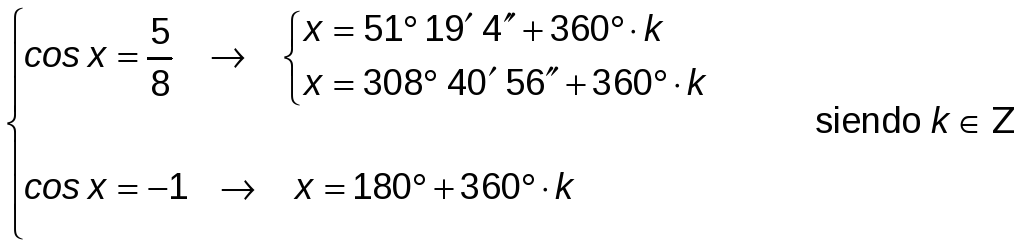 cos x = 5/8 → x = 51° 19′ 4″ + 360° · k
x = 308° 40′ 56″ + 360° · k
siendo k ∈ Z
cos x = −1 → x = 180° + 360° · k